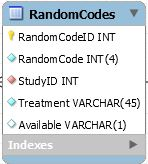 RandomCodes
RandomCodeID INT
RandomCode INT(4)
StudyID INT
Treatment VARCHAR(45)
Available VARCHAR(1)
Indexes